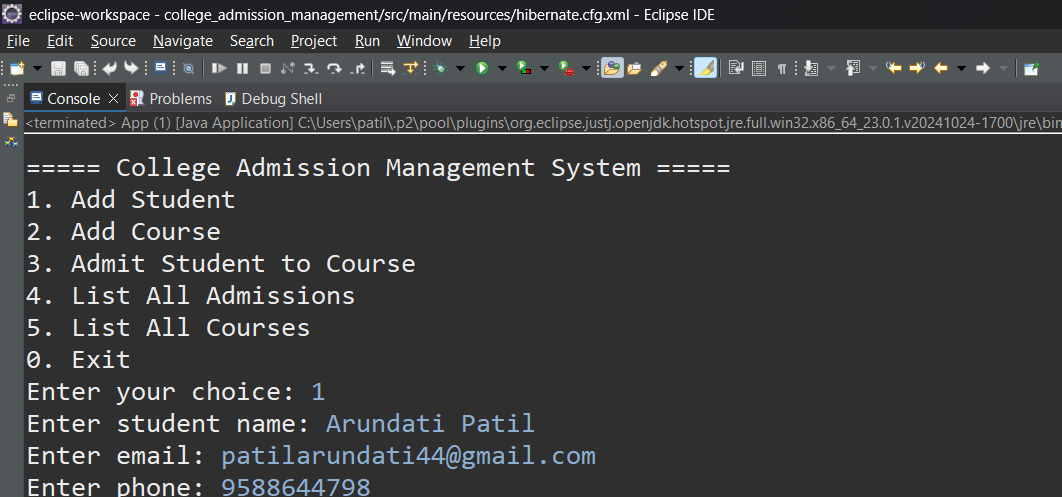 eclipse-workspace - college_admission_management/src/main/resources/hibernate.cfg.xml - Eclipse IDE
File Edit Source Navigate Search Project Run Window Help
Console Problems Debug Shell
<terminated> App (1) [Java Application] C:\Users\patil\.p2\pool\plugins\org.eclipse.justj.openjdk.hotspot.jre.full.win32.x86_64_23.0.1.v20241024-1700\jre\bin
===== College Admission Management System =====
1. Add Student
2. Add Course
3. Admit Student to Course
4. List All Admissions
5. List All Courses
0. Exit
Enter your choice: 1
Enter student name: Arundati Patil
Enter email: patilarundati44@gmail.com
Enter phone: 9588644798